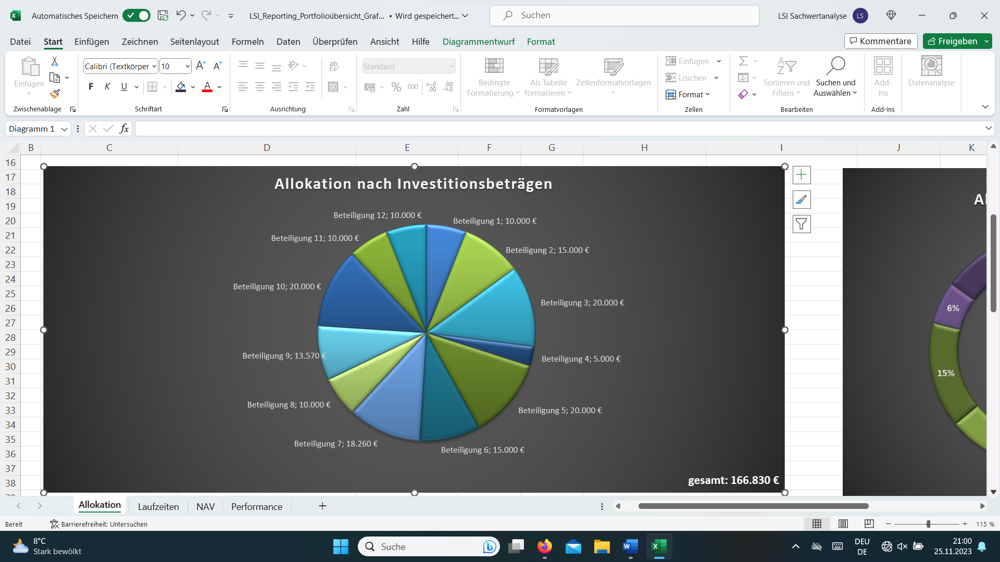 Automatisches Speichern
LSI_Reporting_Portfolioübersicht_Graf... • Wird gespeichert...
Suchen
LSI Sachwertanalyse
LS
Datei Start Einfügen Zeichnen Seitenlayout Formeln Daten Überprüfen Ansicht Hilfe Diagrammentwurf Format
Kommentare
Freigeben
Einfügen
Zwischenablage
Calibri (Textkörper
10
F K U
Schriftart
Ausrichtung
Standard
% 000
Zahl
Bedingte
Formatierung
Als Tabelle
formatieren
Zellenformatvorlagen
Formatvorlagen
Einfügen
Löschen
Format
Zellen
Sortieren und
Filtern
Suchen und
Auswählen
Bearbeiten
Add-
Ins
Add-Ins
Datenanalyse
Diagramm 1
fx
B C D E F G H I J K
16
17
18
19
20
21
22
23
24
25
26
27
28
29
30
31
32
33
34
35
36
37
38
Allokation nach Investitionsbeträgen
Beteiligung 12; 10.000 €
Beteiligung 1; 10.000 €
Beteiligung 11; 10.000 €
Beteiligung 2; 15.000 €
Beteiligung 10; 20.000 €
Beteiligung 3; 20.000 €
Beteiligung 9; 13.570 €
Beteiligung 4; 5.000 €
Beteiligung 8; 10.000 €
Beteiligung 5; 20.000 €
Beteiligung 7; 18.260 €
Beteiligung 6; 15.000 €
gesamt: 166.830 €
Al
6%
15%
Allokation Laufzeiten NAV Performance
Bereit
Barrierefreiheit: Untersuchen
115 %
8°C
Stark bewölkt
Suche
DEU
DE
21:00
25.11.2023